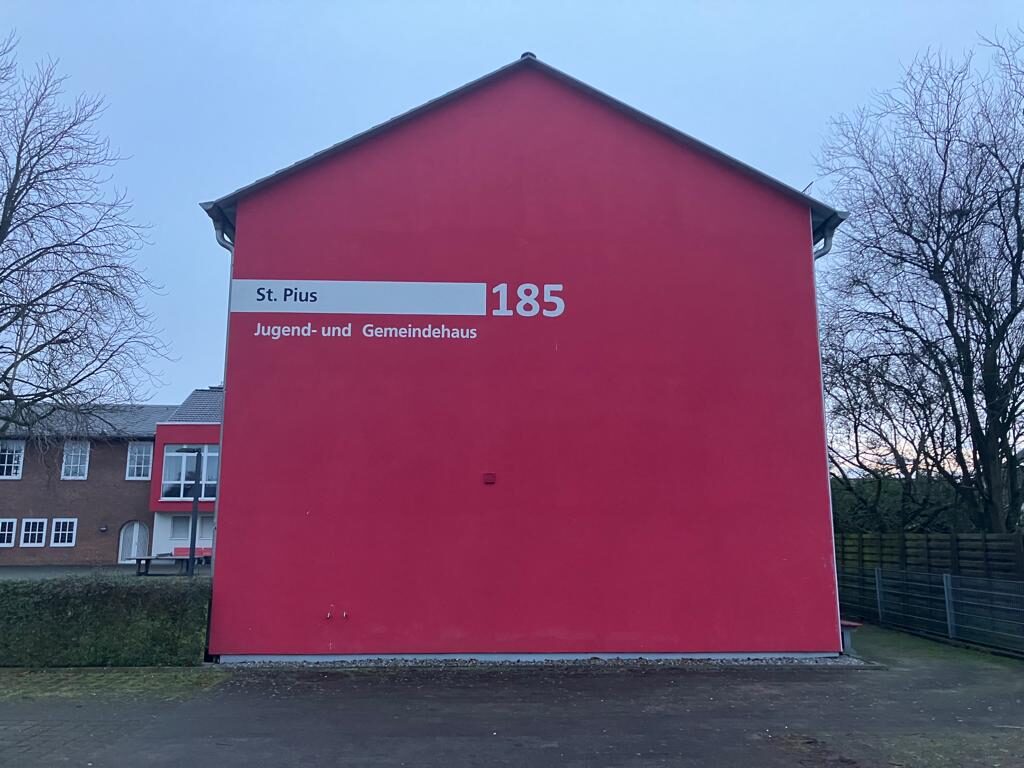 St. Pius 185
Jugend- und Gemeindehaus